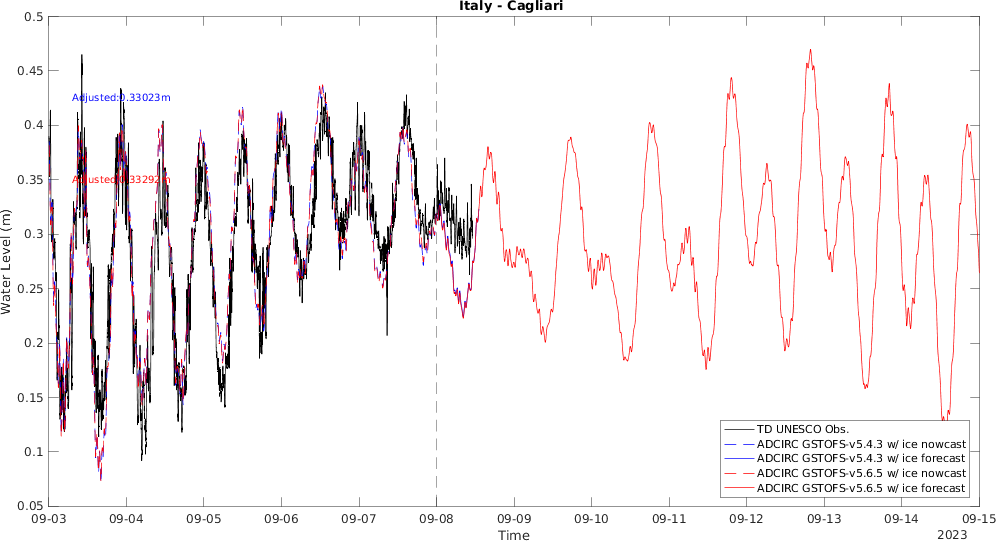 Italy - Cagliari
0.5
0.45
0.4
0.35
0.3
0.25
0.2
0.15
0.1
0.05
Water Level (m)
Adjusted:0.33023m
Adjusted:0.33292m
TD UNESCO Obs.
ADCIRC GSTOFS-v5.4.3 w/ ice nowcast
ADCIRC GSTOFS-v5.4.3 w/ ice forecast
ADCIRC GSTOFS-v5.6.5 w/ ice nowcast
ADCIRC GSTOFS-v5.6.5 w/ ice forecast
09-03 09-04 09-05 09-06 09-07 09-08 09-09 09-10 09-11 09-12 09-13 09-14 09-15
Time
2023